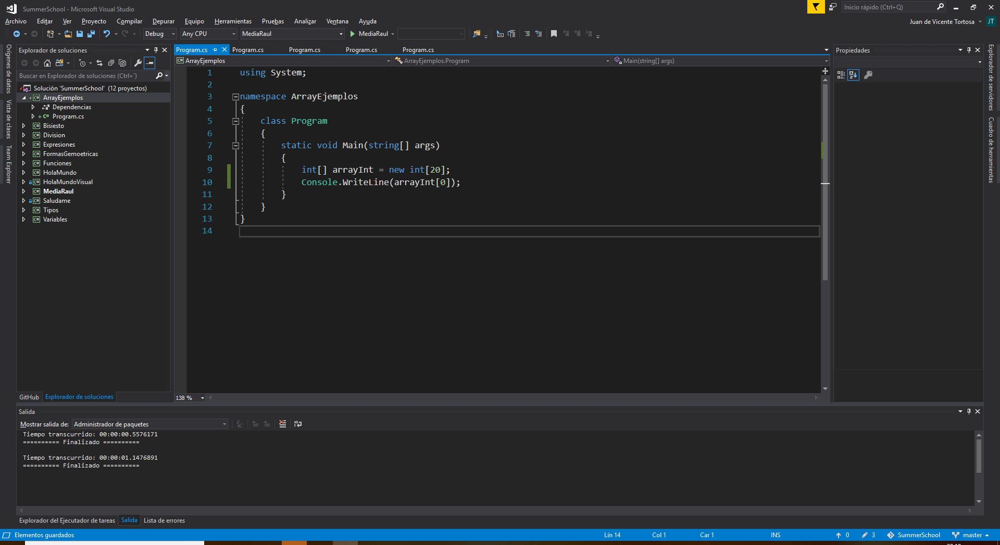 SummerSchool - Microsoft Visual Studio
Inicio rápido (Ctrl+Q)
Archivo Editar Ver Proyecto Compilar Depurar Equipo Herramientas Pruebas Analizar Ventana Ayuda
Juan de Vicente Tortosa JT
Debug Any CPU MediaRaul MediaRaul
Orígenes de datos
Vista de clases
Team Explorer
Explorador de soluciones
Buscar en Explorador de soluciones (Ctrl+´)
Solución 'SummerSchool' (12 proyectos)
ArrayEjemplos
Dependencias
Program.cs
Bisiesto
Division
Expresiones
FormasGemoetricas
Funciones
HolaMundo
HolaMundoVisual
MediaRaul
Saludame
Tipos
Variables
GitHub Explorador de soluciones
Program.cs Program.cs Program.cs Program.cs Program.cs
ArrayEjemplos ArrayEjemplos.Program Main(string[] args)
1 using System;
2
3 namespace ArrayEjemplos
4 {
5 class Program
6 {
7 static void Main(string[] args)
8 {
9 int[] arrayInt = new int[20];
10 Console.WriteLine(arrayInt[0]);
11 }
12 }
13 }
14
138 %
Propiedades
Explorador de servidores
Cuadro de herramientas
Salida
Mostrar salida de: Administrador de paquetes
Tiempo transcurrido: 00:00:00.5576171
========== Finalizado ==========
Tiempo transcurrido: 00:00:01.1476891
========== Finalizado ==========
Explorador del Ejecutador de tareas Salida Lista de errores
Elementos guardados Lín 14 Col 1 Car 1 INS 0 3 SummerSchool master